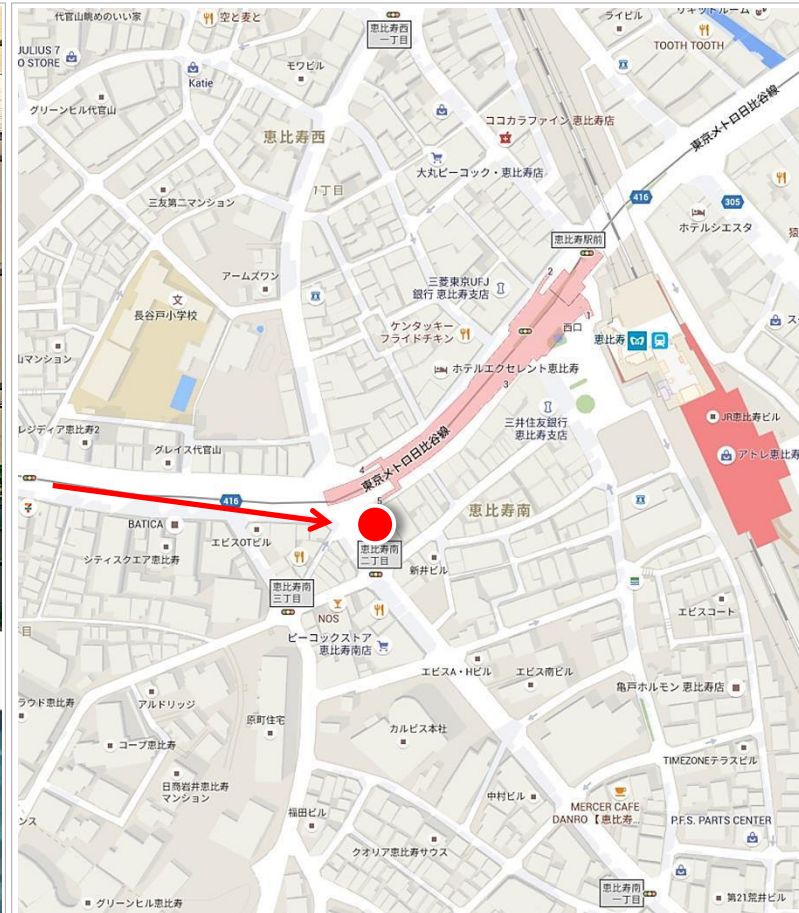 代官山眺めのいい家
空と麦と
恵比寿西
一丁目
ライビル
TOOTH TOOTH
JULIUS 7
O STORE
Katie
モワビル
グリーンヒル代官山
恵比寿西
1丁目
ココカラファイン 恵比寿店
大丸ピーコック・恵比寿店
東京メトロ日比谷線
416
305
ホテルシエスタ
三友第二マンション
恵比寿駅前
アームズワン
三菱東京UFJ
銀行 恵比寿支店
2
1
文
長谷戸小学校
ケンタッキー
フライドチキン
西口
恵比寿
マンション
ホテルエクセレント恵比寿
3
三井住友銀行
恵比寿支店
JR恵比寿ビル
アトレ恵比寿
レジディア恵比寿2
グレイス代官山
4
東京メトロ日比谷線
416
5
恵比寿南
BATICA
エビスOTビル
シティスクエア恵比寿
恵比寿南
二丁目
新井ビル
恵比寿南
三丁目
NOS
エビスコート
ピーコックストア
恵比寿南店
丁目
エビスA・Hビル
エビス南ビル
亀戸ホルモン 恵比寿店
ラウド恵比寿
アルドリッジ
原町住宅
カルピス本社
コープ恵比寿
TIMEZONEテラスビル
日商岩井恵比寿
マンション
中村ビル
MERCER CAFE
DANRO【恵比寿...
P.F.S. PARTS CENTER
福田ビル
クオリア恵比寿サウス
恵比寿南
一丁目
グリーンヒル恵比寿
第21荒井ビル